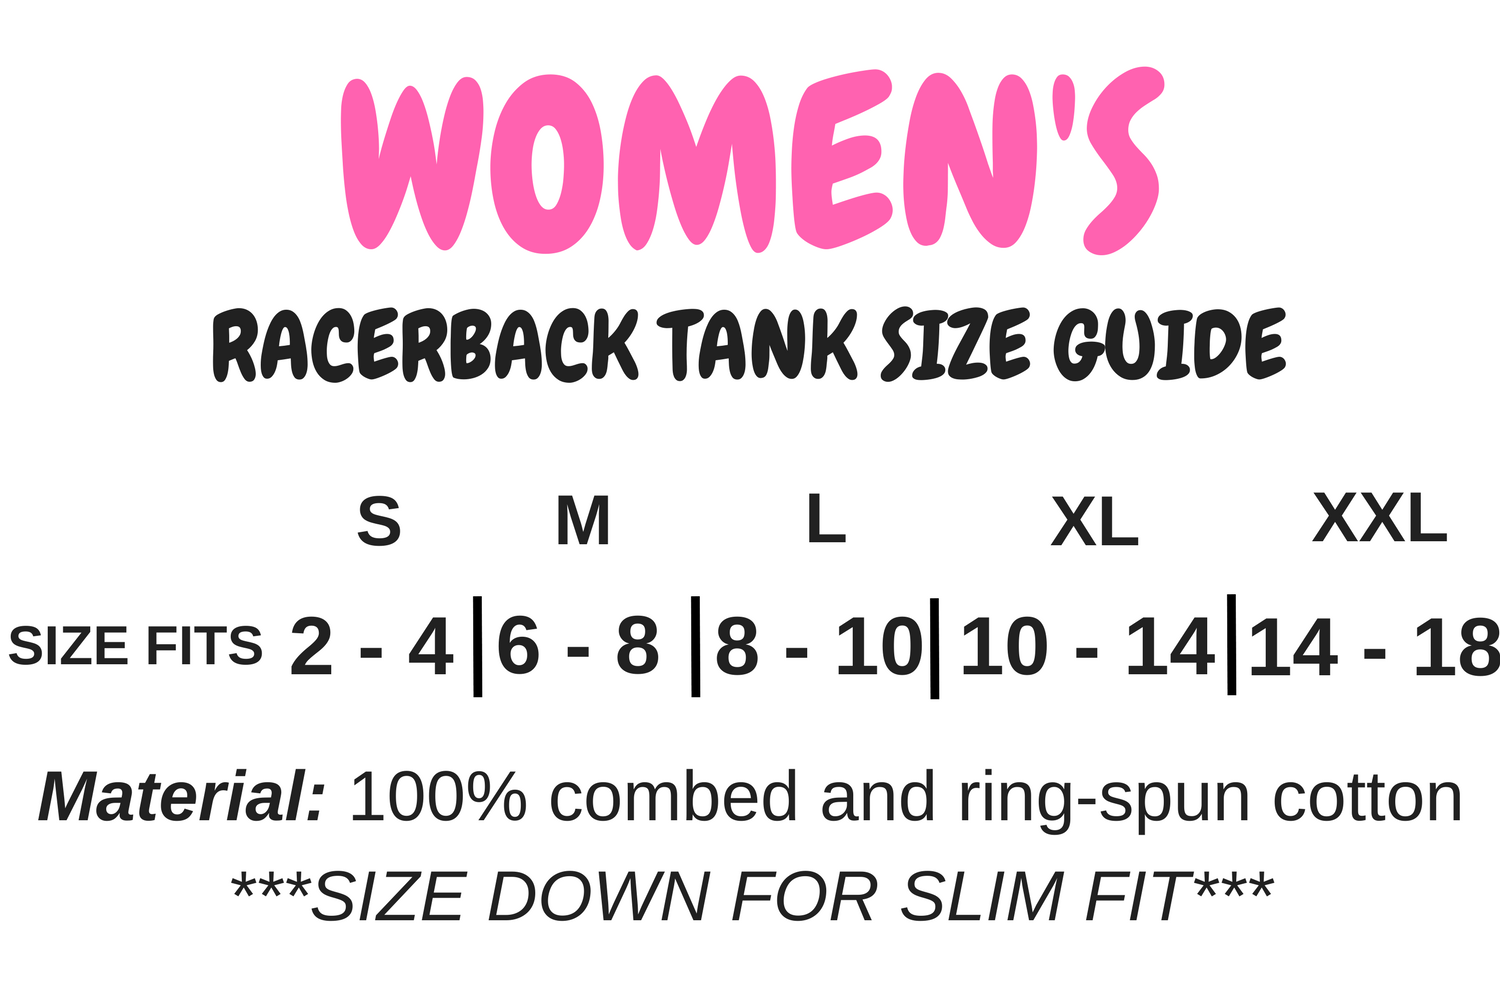 WOMEN'S
RACERBACK TANK SIZE GUIDE
S M L XL XXL
SIZE FITS 2 - 4 | 6 - 8 | 8 - 10 | 10 - 14 | 14 - 18
Material: 100% combed and ring-spun cotton
***SIZE DOWN FOR SLIM FIT***